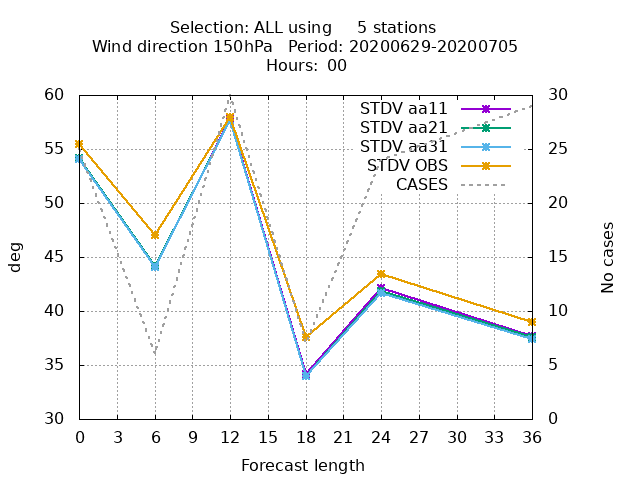 Selection: ALL using     5 stations
Wind direction 150hPa   Period: 20200629-20200705
Hours: 00
60
55
50
45
40
35
30
30
25
20
15
10
5
0
STDV aa11
STDV aa21
STDV aa31
STDV OBS
CASES
deg
No cases
0 3 6 9 12 15 18 21 24 27 30 33 36
Forecast length